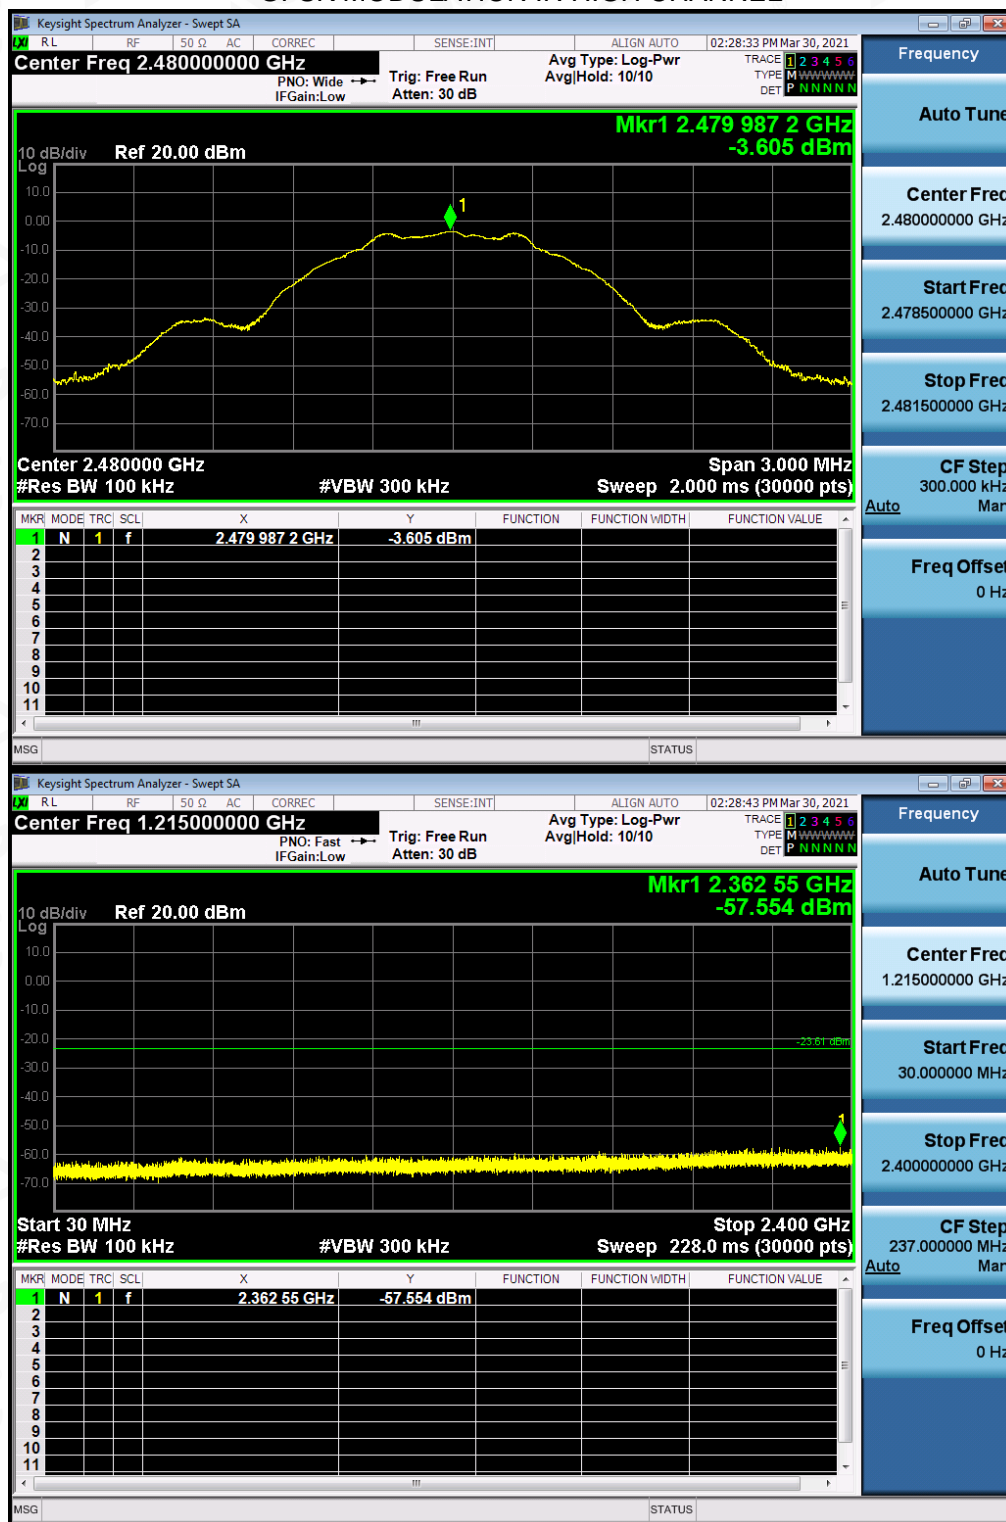 MODULATION IN HIGH CHANNEL
Keysight Spectrum Analyzer - Swept SA
LXI RL RF 50 Ω AC CORREC SENSE:INT ALIGN AUTO 02:28:33 PM Mar 30, 2021
Center Freq 2.480000000 GHz
PNO: Wide
IFGain:Low
Trig: Free Run
Atten: 30 dB
Avg Type: Log-Pwr
Avg|Hold: 10/10
TRACE 1 2 3 4 5 6
TYPE M WWWWW
DET P N N N N N
Mkr1 2.479 987 2 GHz
-3.605 dBm
10 dB/div Ref 20.00 dBm
Log
10.0
0.00
-10.0
-20.0
-30.0
-40.0
-50.0
-60.0
-70.0
1
Center 2.480000 GHz Span 3.000 MHz
#Res BW 100 kHz #VBW 300 kHz Sweep 2.000 ms (30000 pts)
MKR MODE TRC SCL X Y FUNCTION FUNCTION WIDTH FUNCTION VALUE
1 N 1 f 2.479 987 2 GHz -3.605 dBm
2
3
4
5
6
7
8
9
10
11
MSG STATUS
Frequency
Auto Tune
Center Freq
2.480000000 GHz
Start Freq
2.478500000 GHz
Stop Freq
2.481500000 GHz
CF Step
300.000 kHz
Auto Man
Freq Offset
0 Hz
Keysight Spectrum Analyzer - Swept SA
LXI RL RF 50 Ω AC CORREC SENSE:INT ALIGN AUTO 02:28:43 PM Mar 30, 2021
Center Freq 1.215000000 GHz
PNO: Fast
IFGain:Low
Trig: Free Run
Atten: 30 dB
Avg Type: Log-Pwr
Avg|Hold: 10/10
TRACE 1 2 3 4 5 6
TYPE M WWWWW
DET P N N N N N
Mkr1 2.362 55 GHz
-57.554 dBm
10 dB/div Ref 20.00 dBm
Log
10.0
0.00
-10.0
-20.0
-30.0
-40.0
-50.0
-60.0
-70.0
-23.61 dBm
1
Start 30 MHz Stop 2.400 GHz
#Res BW 100 kHz #VBW 300 kHz Sweep 228.0 ms (30000 pts)
MKR MODE TRC SCL X Y FUNCTION FUNCTION WIDTH FUNCTION VALUE
1 N 1 f 2.362 55 GHz -57.554 dBm
2
3
4
5
6
7
8
9
10
11
MSG STATUS
Frequency
Auto Tune
Center Freq
1.215000000 GHz
Start Freq
30.000000 MHz
Stop Freq
2.400000000 GHz
CF Step
237.000000 MHz
Auto Man
Freq Offset
0 Hz